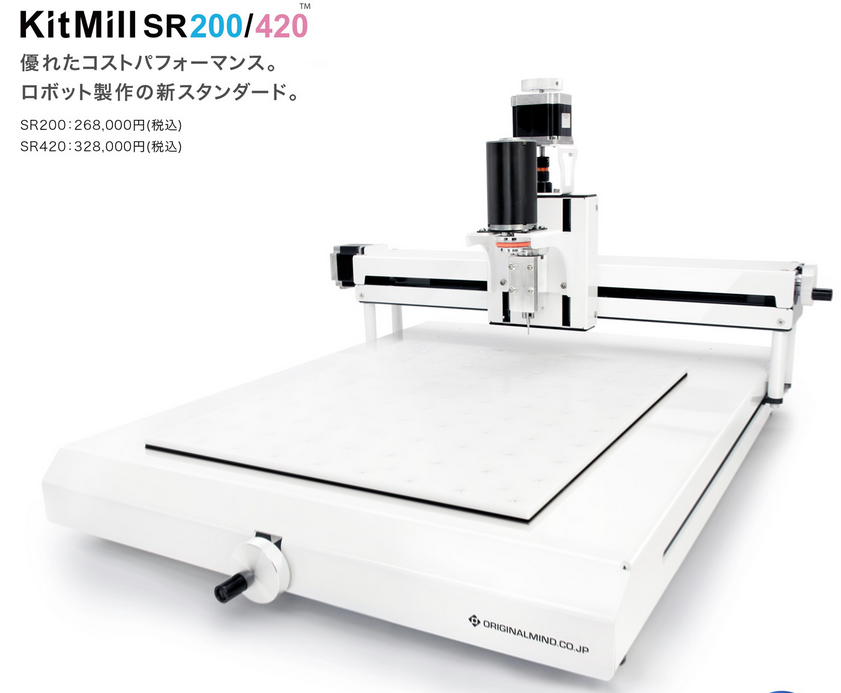 KitMill SR200/420™
優れたコストパフォーマンス。
ロボット製作の新スタンダード。
SR200:268,000円(税込)
SR420:328,000円(税込)
ORIGINALMIND.CO.JP